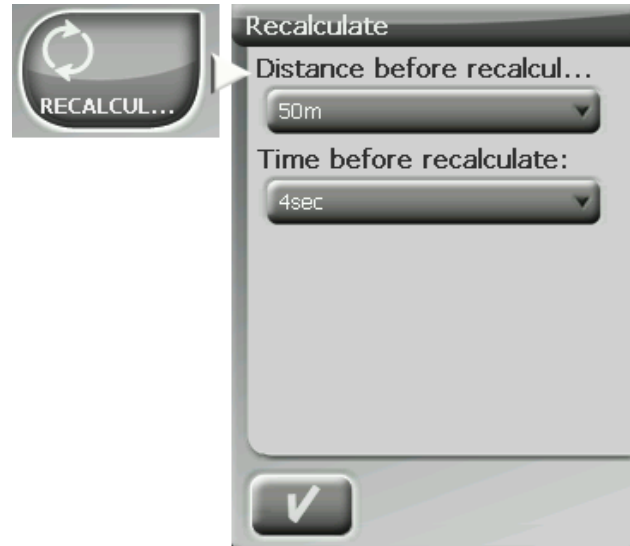 RECALCUL...
Recalculate
Distance before recalcul...
50m
Time before recalculate:
4sec